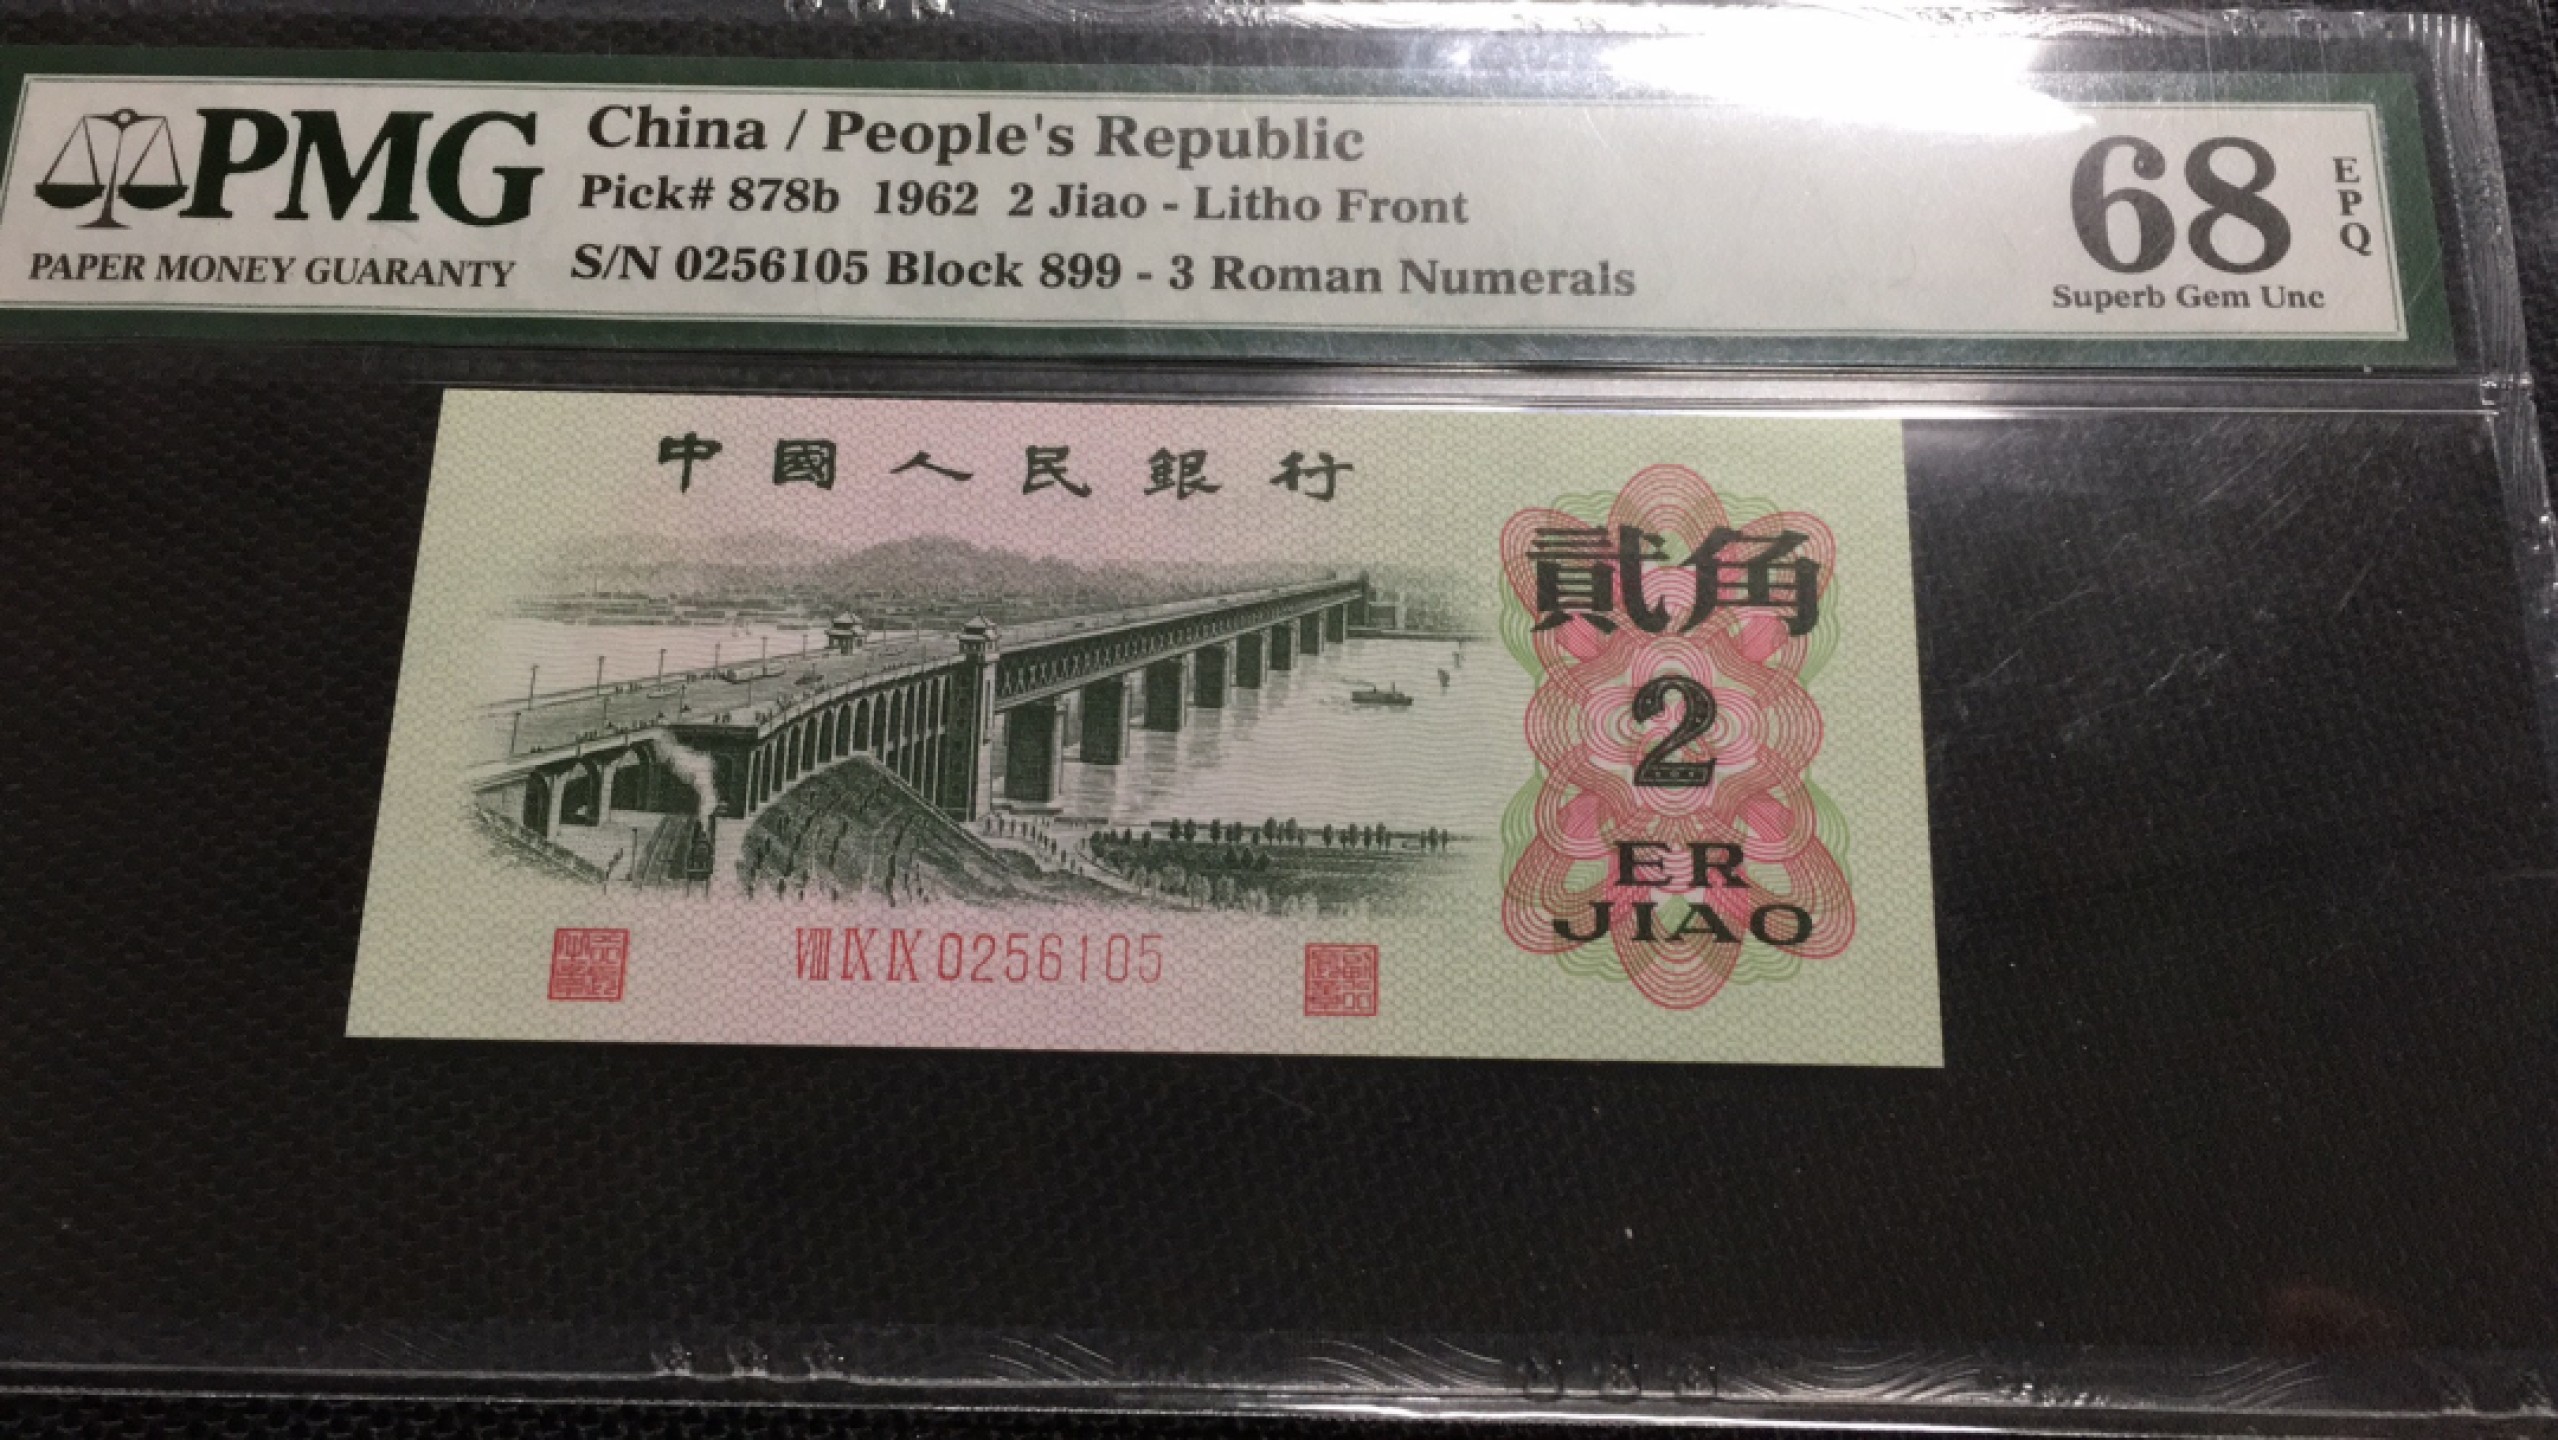 PMG
PAPER MONEY GUARANTY
China / People's Republic
Pick# 878b 1962 2 Jiao - Litho Front
S/N 0256105 Block 899 - 3 Roman Numerals
68
EPQ
Superb Gem Unc
中國人民銀行
貳角
2
ER
JIAO
VIII IX IX 0256105